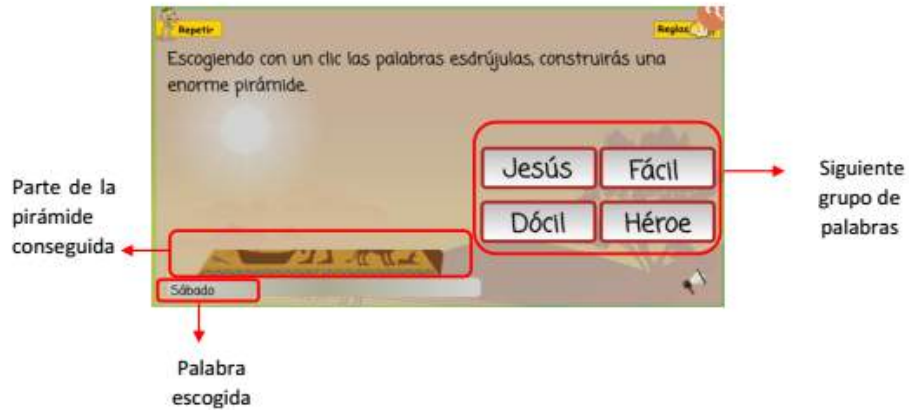 Repetir
Reglas
Escogiendo con un clic las palabras esdrújulas, construirás una
enorme pirámide.
Jesús
Fácil
Dócil
Héroe
Siguiente
grupo de
palabras
Parte de la
pirámide
conseguida
Sábado
Palabra
escogida